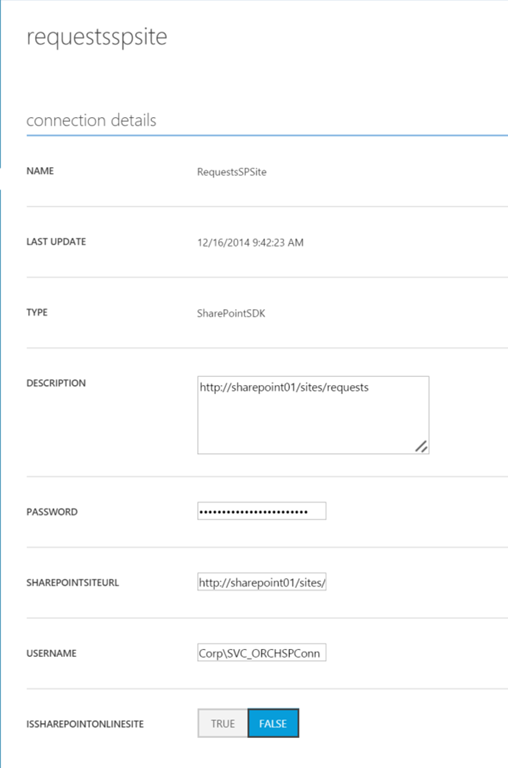 requestsspsite
connection details
NAME RequestsSPSite
LAST UPDATE 12/16/2014 9:42:23 AM
TYPE SharePointSDK
DESCRIPTION http://sharepoint01/sites/requests
PASSWORD ••••••••••••••••••••••••
SHAREPOINTSITEURL http://sharepoint01/sites/
USERNAME Corp\SVC_ORCHSPConn
ISSHAREPOINTONLINESITE TRUE FALSE